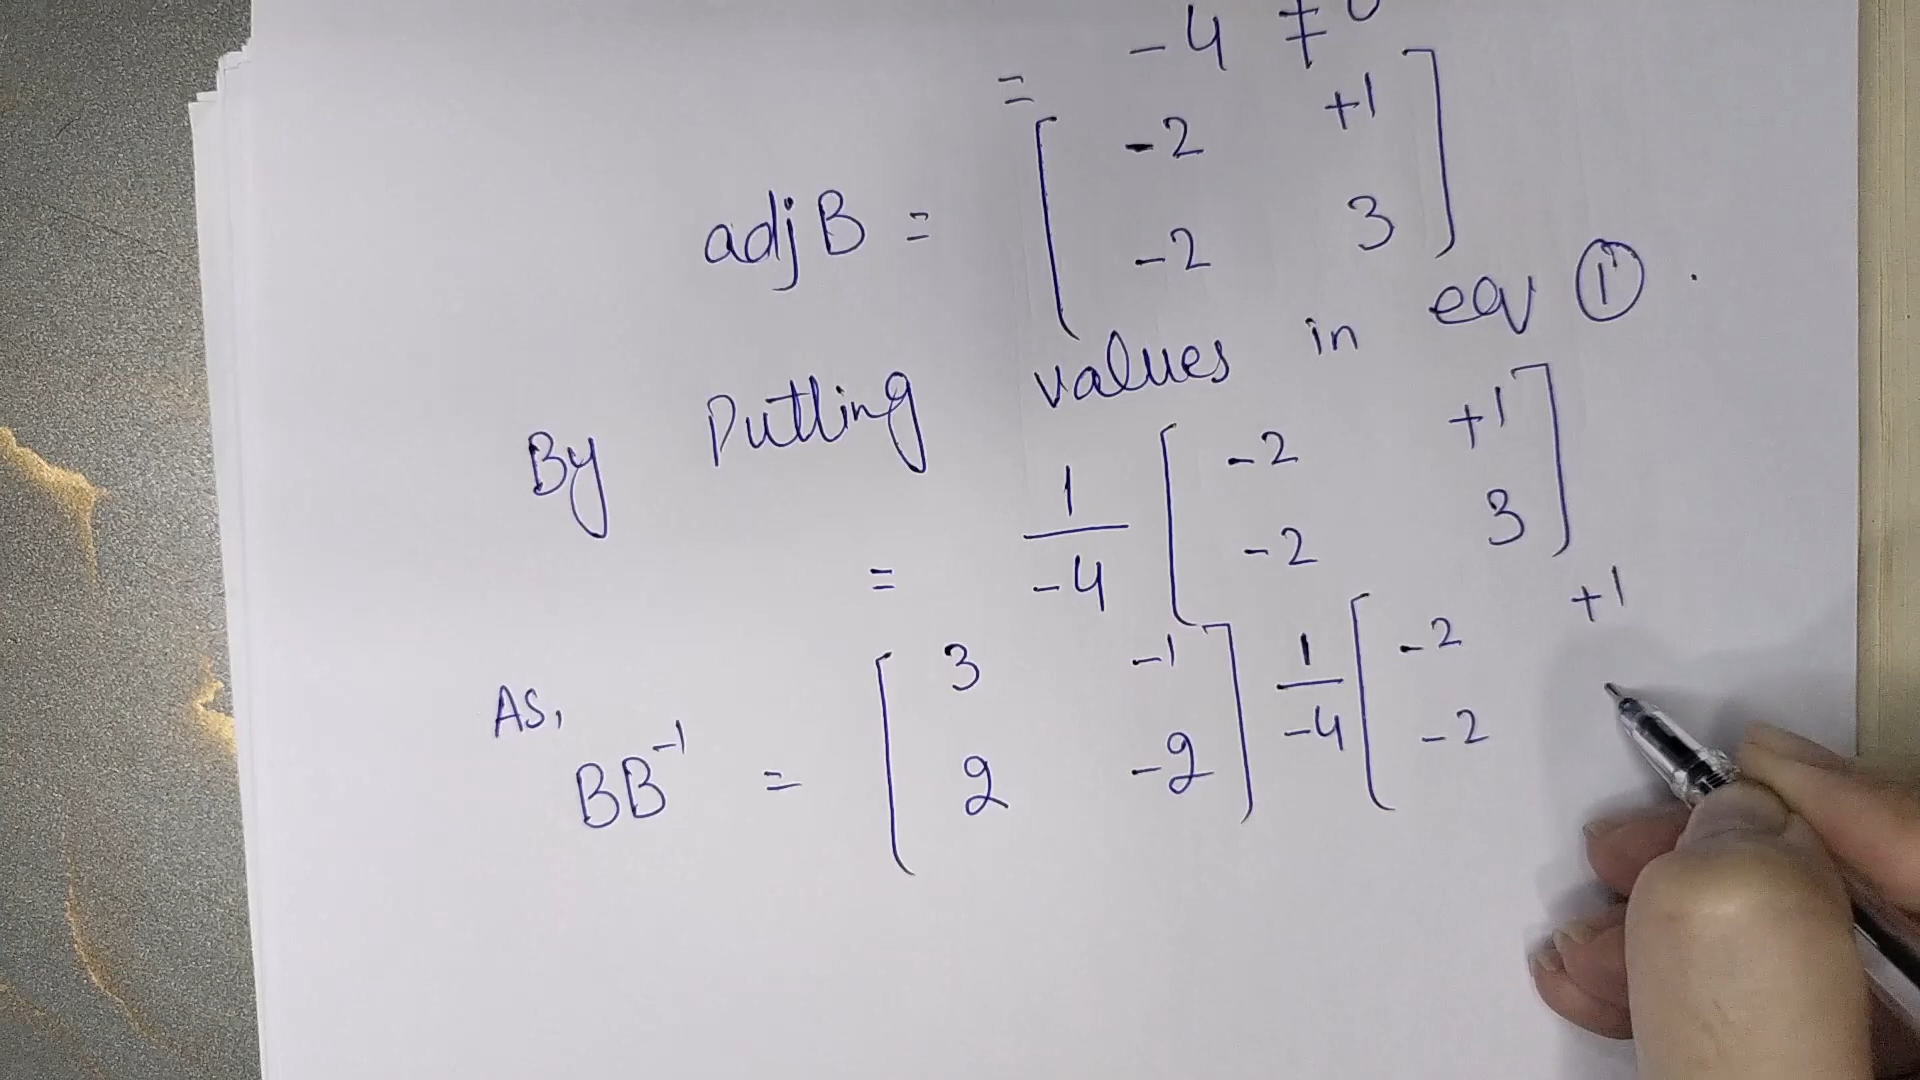 = -4 ≠ 0
adj B = [ -2 +1
-2 3 ]
By Putting values in eq ①.
= 1/-4 [ -2 +1
-2 3 ]
As,
BB⁻¹ = [ 3 -1
2 -2 ] 1/-4 [ -2 +1
-2